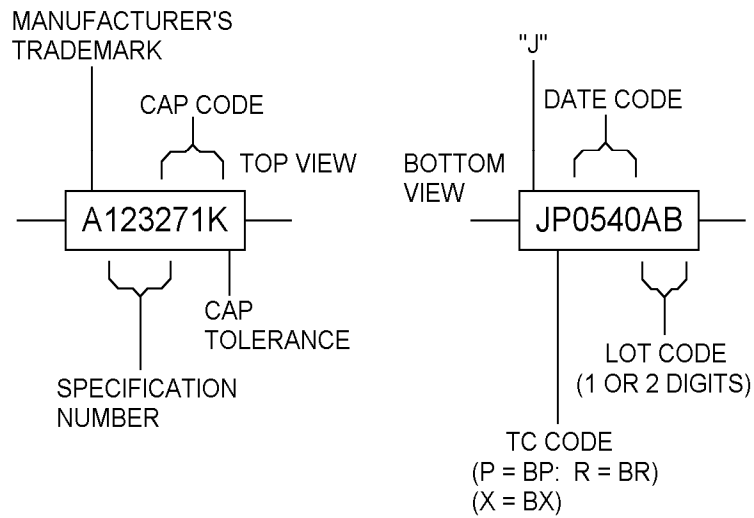 MANUFACTURER'S
TRADEMARK
CAP CODE
TOP VIEW
A123271K
CAP
TOLERANCE
SPECIFICATION
NUMBER
"J"
DATE CODE
BOTTOM
VIEW
JP0540AB
LOT CODE
(1 OR 2 DIGITS)
TC CODE
(P = BP:  R = BR)
(X = BX)